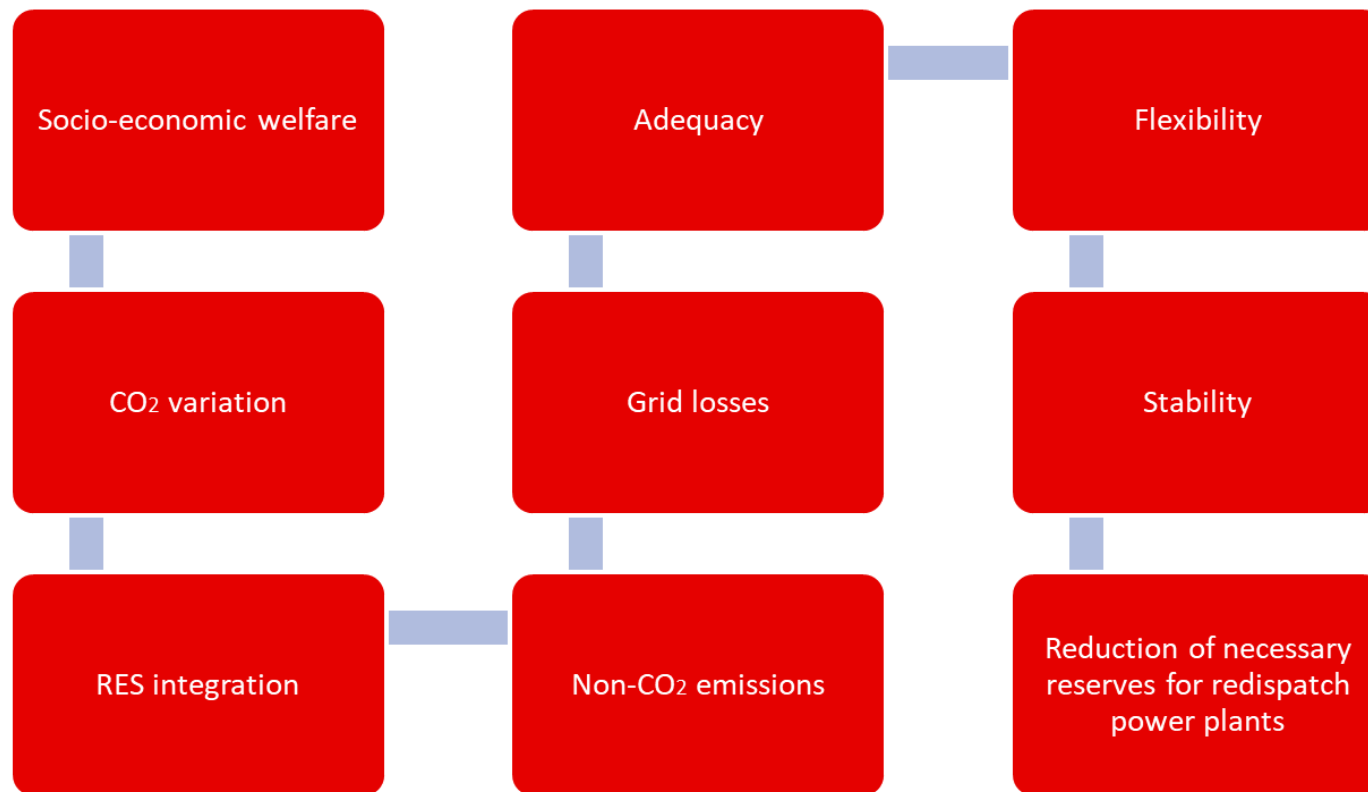 Socio-economic welfare
Adequacy
Flexibility
CO2 variation
Grid losses
Stability
RES integration
Non-CO2 emissions
Reduction of necessary
reserves for redispatch
power plants